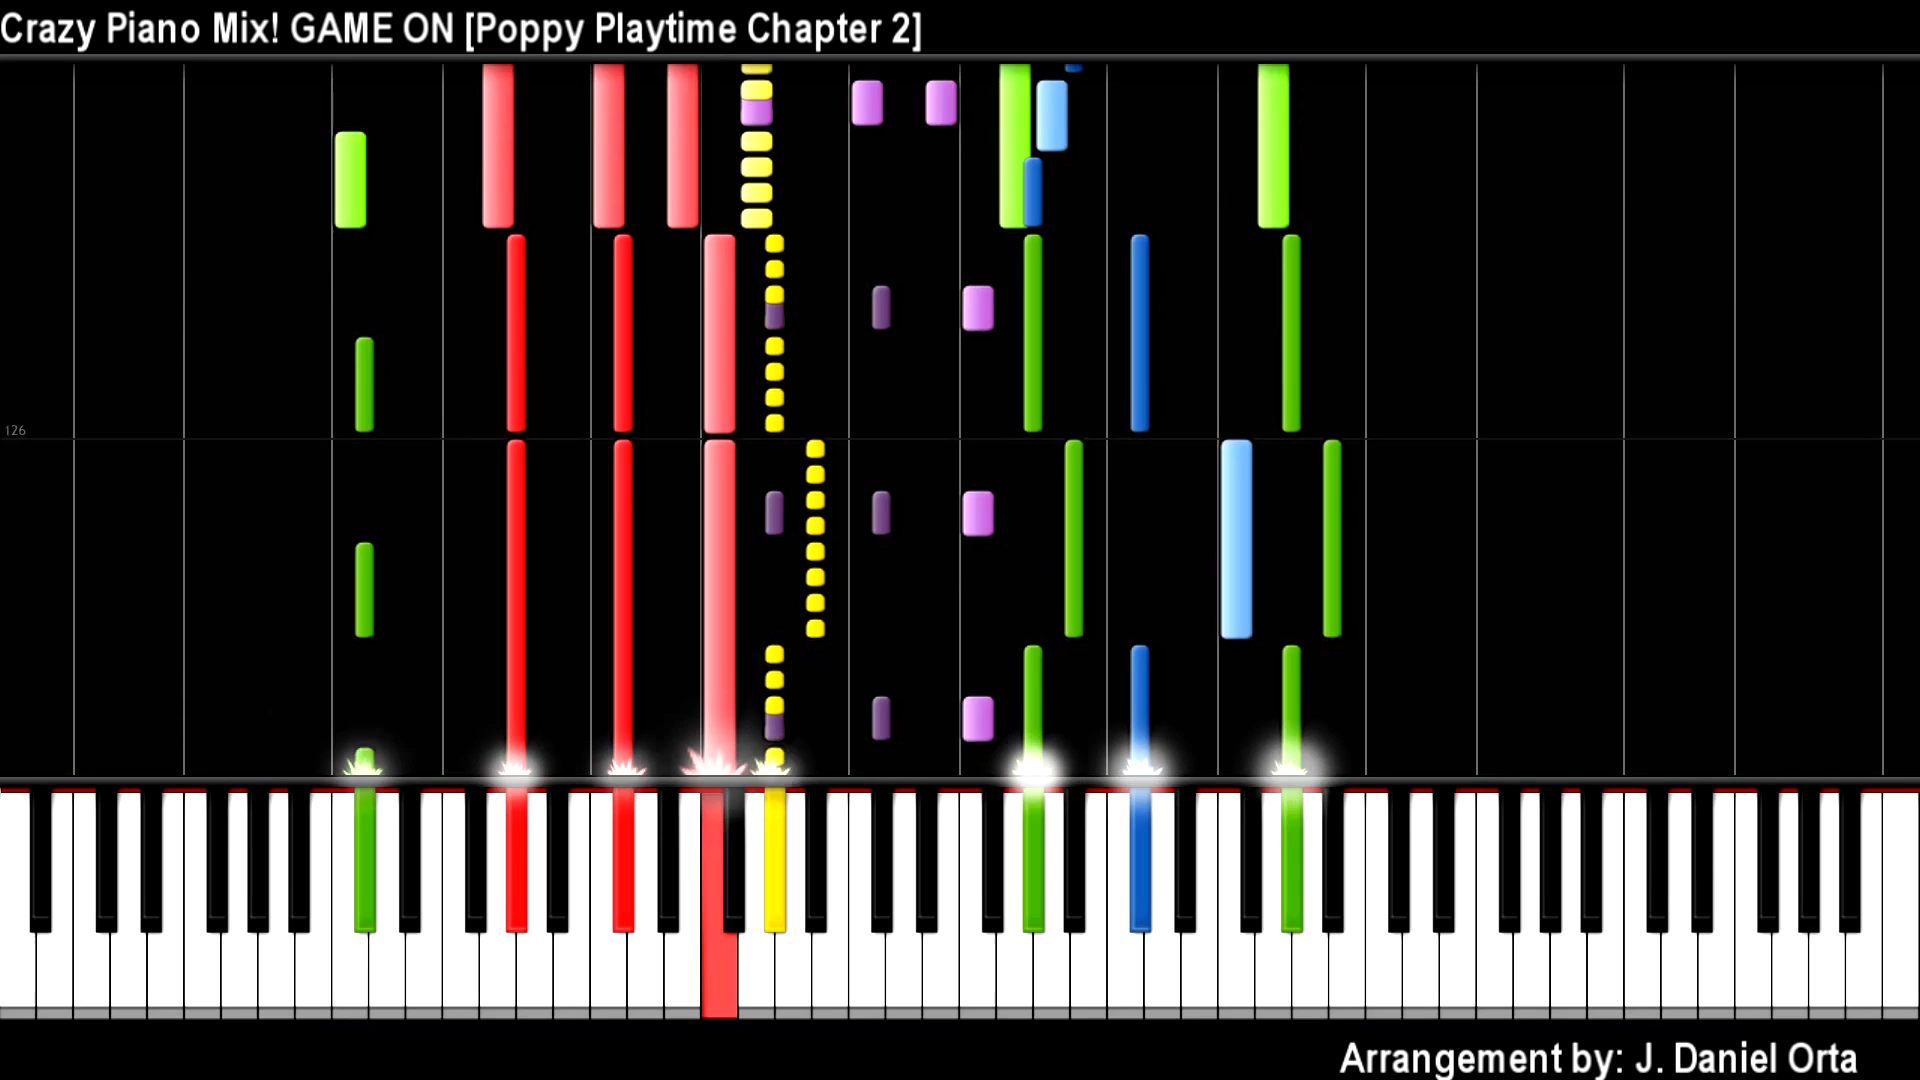 Crazy Piano Mix! GAME ON [Poppy Playtime Chapter 2]
126
Arrangement by: J. Daniel Orta